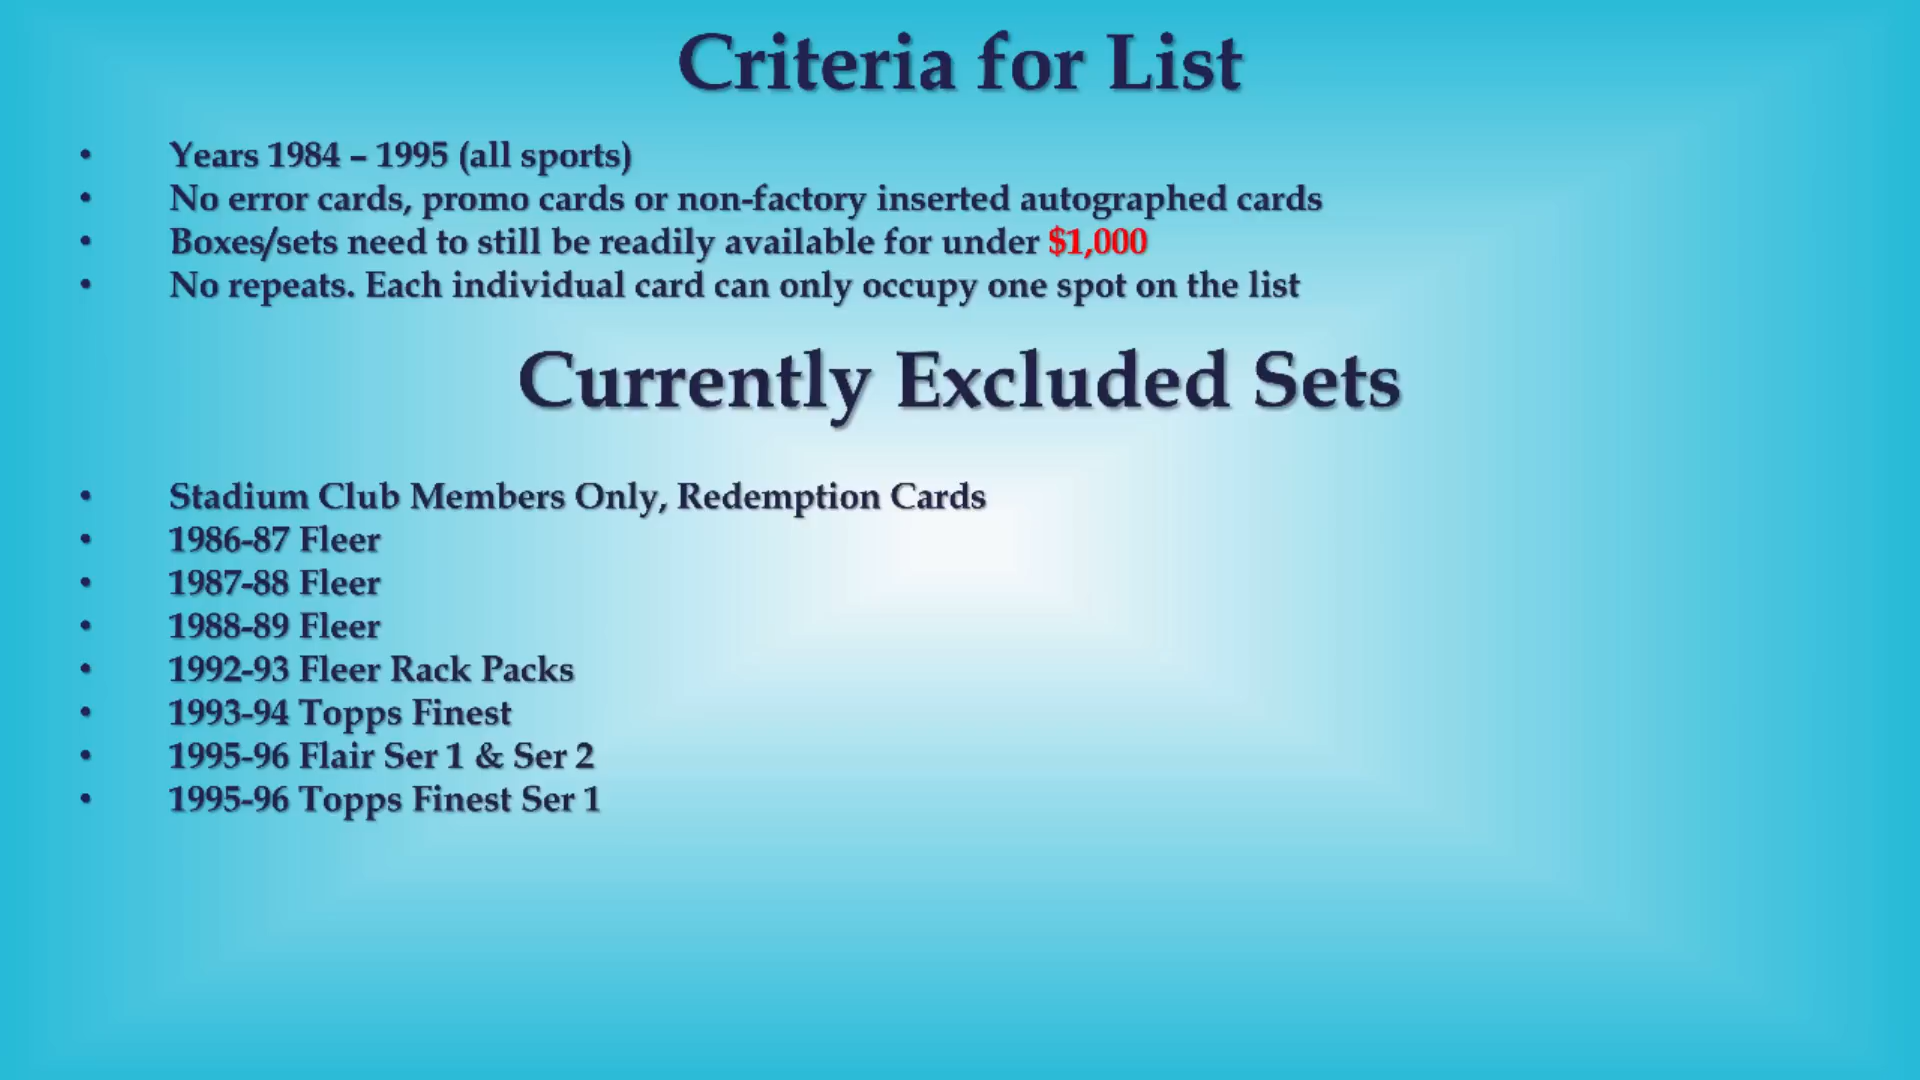 Criteria for List
• Years 1984 – 1995 (all sports)
• No error cards, promo cards or non-factory inserted autographed cards
• Boxes/sets need to still be readily available for under $1,000
• No repeats. Each individual card can only occupy one spot on the list
Currently Excluded Sets
• Stadium Club Members Only, Redemption Cards
• 1986-87 Fleer
• 1987-88 Fleer
• 1988-89 Fleer
• 1992-93 Fleer Rack Packs
• 1993-94 Topps Finest
• 1995-96 Flair Ser 1 & Ser 2
• 1995-96 Topps Finest Ser 1